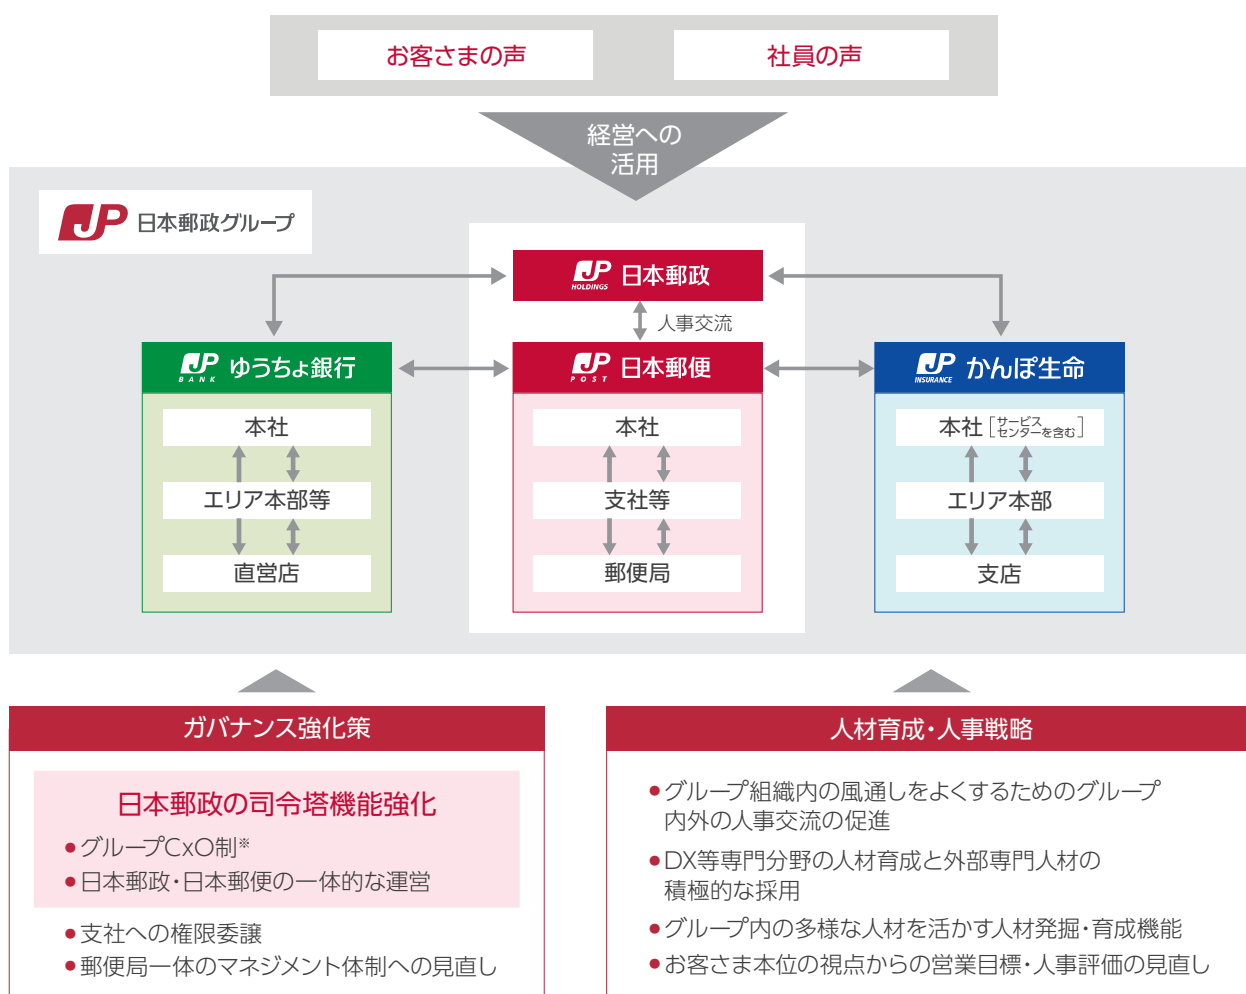 お客さまの声
社員の声
経営への
活用
JP 日本郵政グループ
JP HOLDINGS 日本郵政
人事交流
JP BANK ゆうちょ銀行
JP POST 日本郵便
JP INSURANCE かんぽ生命
本社
エリア本部等
直営店
本社
支社等
郵便局
本社［サービスセンターを含む］
エリア本部
支店
ガバナンス強化策
日本郵政の司令塔機能強化
●グループCxO制※
●日本郵政・日本郵便の一体的な運営
●支社への権限委譲
●郵便局一体のマネジメント体制への見直し
人材育成・人事戦略
●グループ組織内の風通しをよくするためのグループ
内外の人事交流の促進
●DX等専門分野の人材育成と外部専門人材の
積極的な採用
●グループ内の多様な人材を活かす人材発掘・育成機能
●お客さま本位の視点からの営業目標・人事評価の見直し